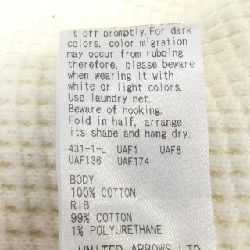 it off promptly. For dark
colors, color migration
may occur from rubbing
therefore, please beware
when wearing it with
white or light colors.
Use laundry net.
Beware of hooking.
Fold in half, arrange
its shape and hang dry.
431-1- UAF1 UAF8
UAF136 UAF174
BODY
100% COTTON
RIB
99% COTTON
1% POLYURETHANE
UNITED ARROWS LTD